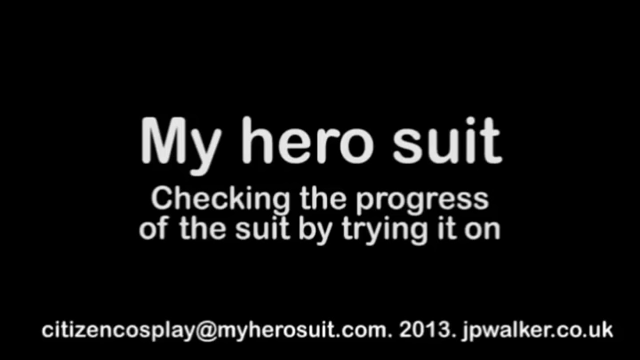 My hero suit
Checking the progress
of the suit by trying it on
citizencosplay@myherosuit.com. 2013. jpwalker.co.uk